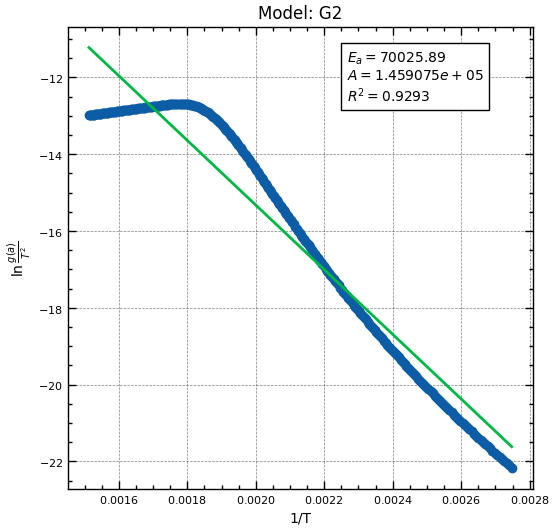 Model: G2
E_a = 70025.89
A = 1.459075e + 05
R^2 = 0.9293
ln g(a)/T^2
−12
−14
−16
−18
−20
−22
0.0016 0.0018 0.0020 0.0022 0.0024 0.0026 0.0028
1/T